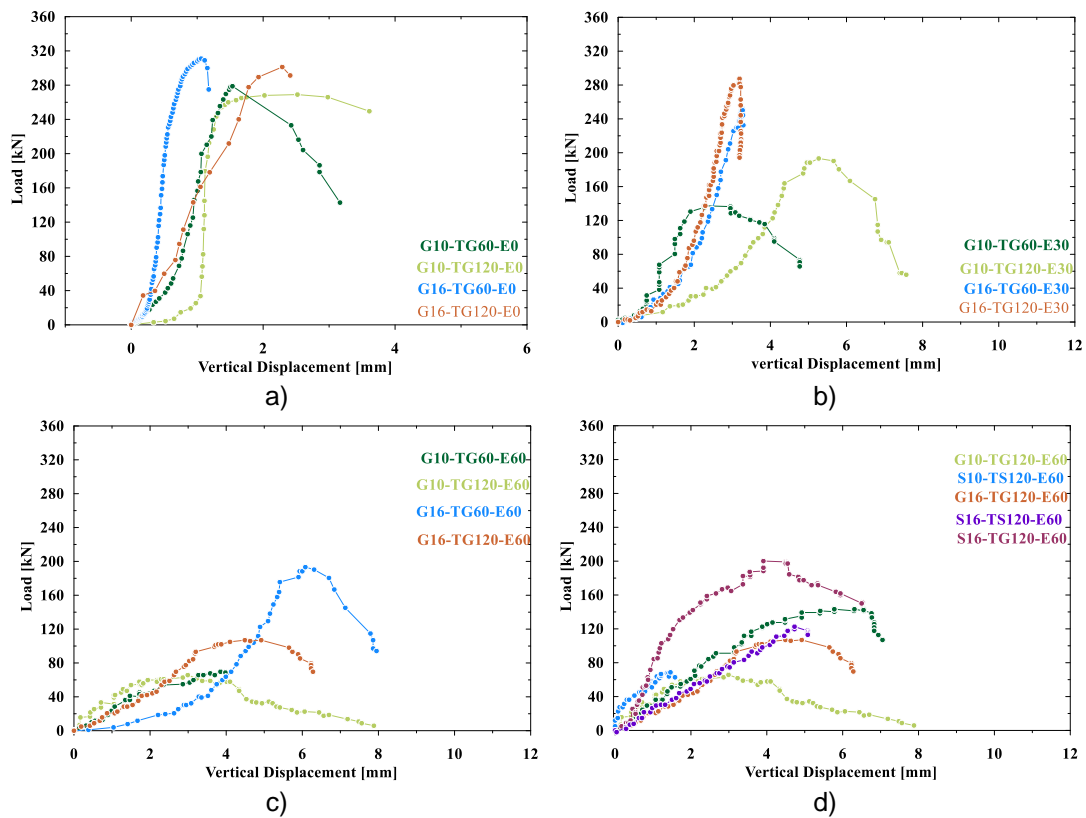 360
320
280
240
200
160
120
80
40
0
Load [kN]
G10-TG60-E0
G10-TG120-E0
G16-TG60-E0
G16-TG120-E0
0 2 4 6
Vertical Displacement [mm]
a)
360
320
280
240
200
160
120
80
40
0
Load [kN]
G10-TG60-E30
G10-TG120-E30
G16-TG60-E30
G16-TG120-E30
0 2 4 6 8 10 12
vertical Displacement [mm]
b)
360
320
280
240
200
160
120
80
40
0
Load [kN]
G10-TG60-E60
G10-TG120-E60
G16-TG60-E60
G16-TG120-E60
0 2 4 6 8 10 12
Vertical Displacement [mm]
c)
360
320
280
240
200
160
120
80
40
0
Load [kN]
G10-TG120-E60
S10-TS120-E60
G16-TG120-E60
S16-TS120-E60
S16-TG120-E60
0 2 4 6 8 10 12
Vertical Displacement [mm]
d)